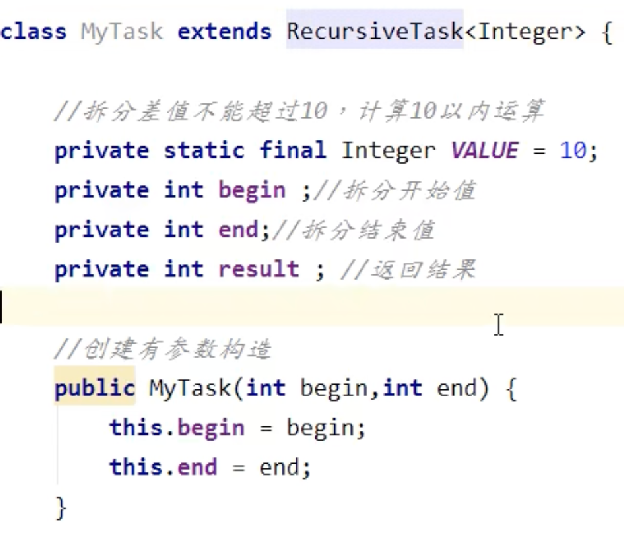 class MyTask extends RecursiveTask<Integer> {
//拆分差值不能超过10，计算10以内运算
private static final Integer VALUE = 10;
private int begin ;//拆分开始值
private int end;//拆分结束值
private int result ; //返回结果
//创建有参数构造
public MyTask(int begin,int end) {
this.begin = begin;
this.end = end;
}